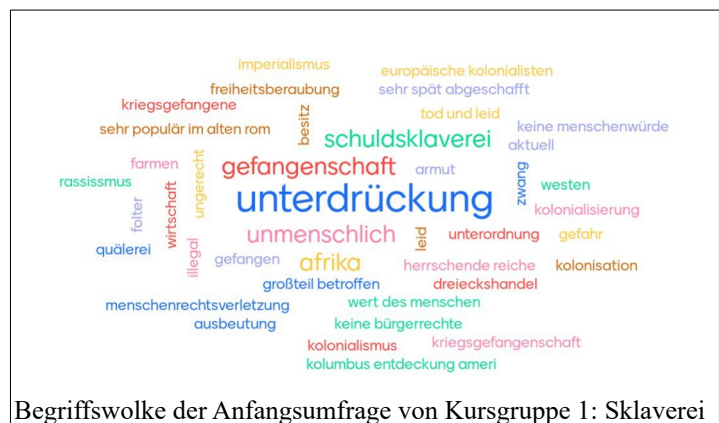 imperialismus
europäische kolonialisten
freiheitsberaubung
sehr spät abgeschafft
kriegsgefangene
besitz
tod und leid
sehr populär im alten rom
schuldsklaverei
keine menschenwürde
aktuell
farmen
ungerecht
gefangenschaft
armut
zwang
rassissmus
wirtschaft
unterdrückung
westen
folter
kolonialisierung
quälerei
illegal
unmenschlich
leid
unterordnung
gefahr
gefangen
afrika
herrschende reiche
kolonisation
großteil betroffen
dreieckshandel
menschenrechtsverletzung
wert des menschen
ausbeutung
keine bürgerrechte
kolonialismus
kriegsgefangenschaft
kolumbus entdeckung ameri
Begriffswolke der Anfangsumfrage von Kursgruppe 1: Sklaverei